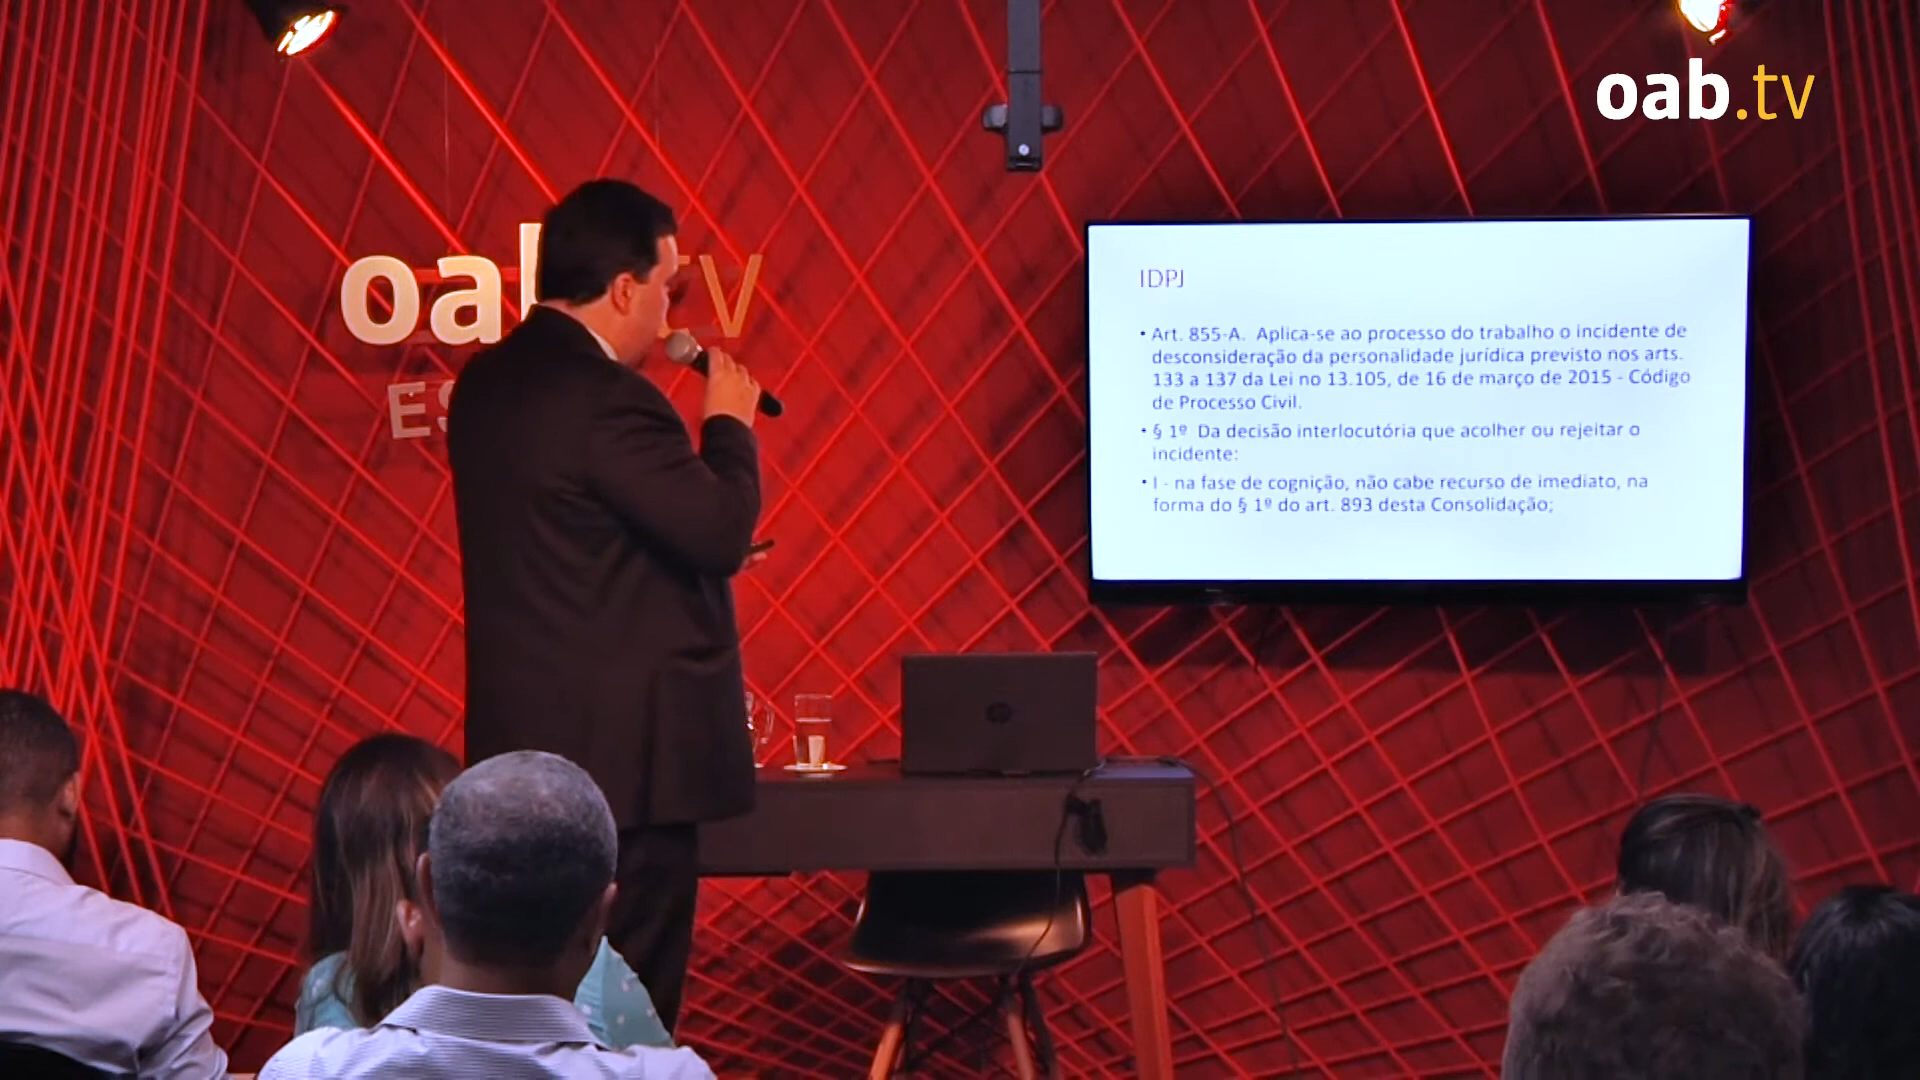 oab.tv
oa
tv
ES
IDPJ
• Art. 855-A. Aplica-se ao processo do trabalho o incidente de
desconsideração da personalidade jurídica previsto nos arts.
133 a 137 da Lei no 13.105, de 16 de março de 2015 - Código
de Processo Civil.
• § 1º Da decisão interlocutória que acolher ou rejeitar o
incidente:
• I - na fase de cognição, não cabe recurso de imediato, na
forma do § 1º do art. 893 desta Consolidação;